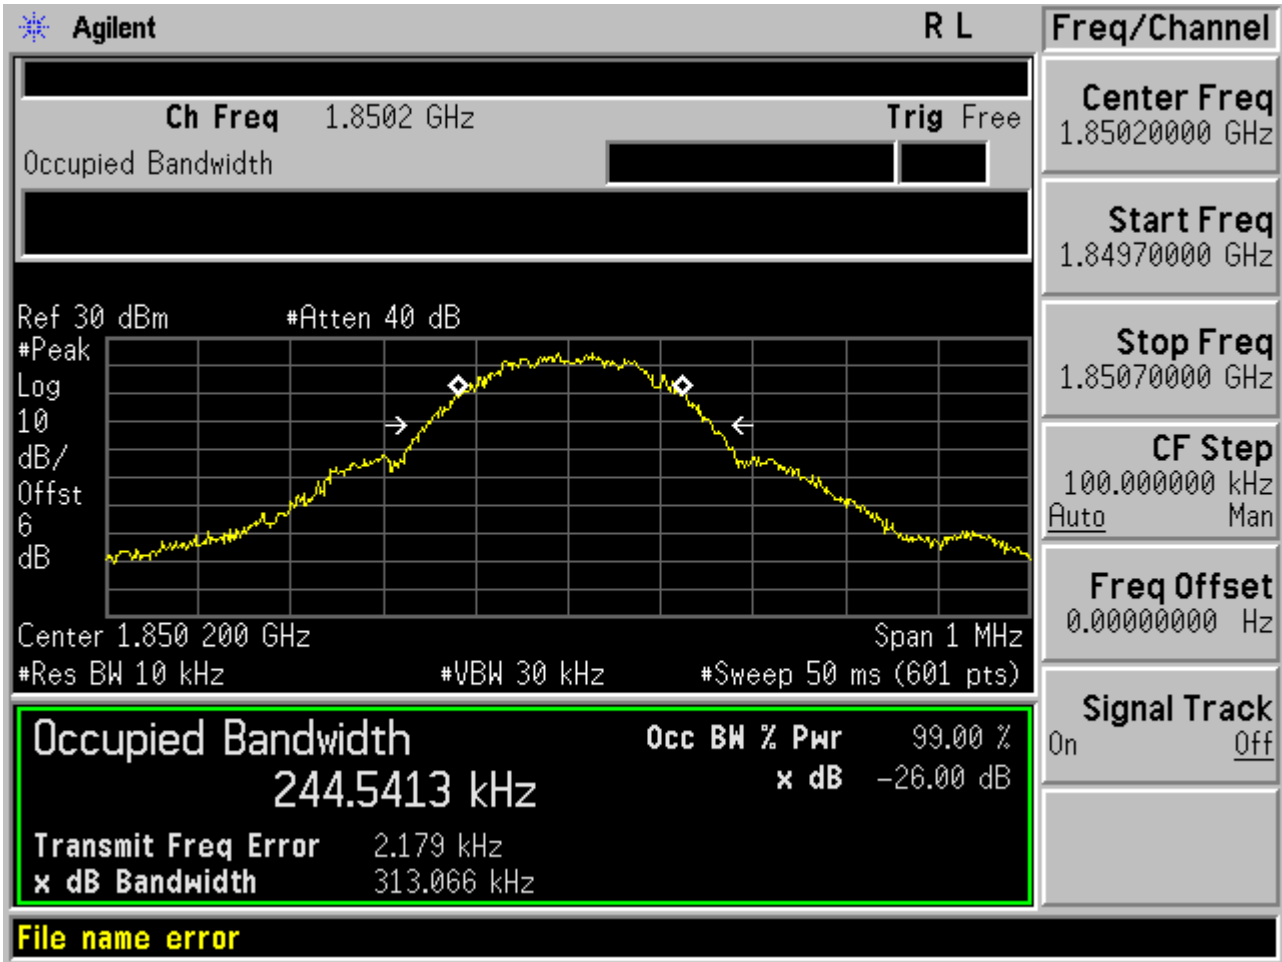 Agilent R L Freq/Channel
Ch Freq 1.8502 GHz Trig Free
Occupied Bandwidth
Center Freq
1.85020000 GHz
Start Freq
1.84970000 GHz
Stop Freq
1.85070000 GHz
CF Step
100.000000 kHz
Auto Man
Freq Offset
0.00000000 Hz
Signal Track
On Off
Ref 30 dBm #Atten 40 dB
#Peak
Log
10
dB/
Offst
6
dB
Center 1.850 200 GHz Span 1 MHz
#Res BW 10 kHz #VBW 30 kHz #Sweep 50 ms (601 pts)
Occupied Bandwidth Occ BW % Pwr 99.00 %
244.5413 kHz x dB -26.00 dB
Transmit Freq Error 2.179 kHz
x dB Bandwidth 313.066 kHz
File name error